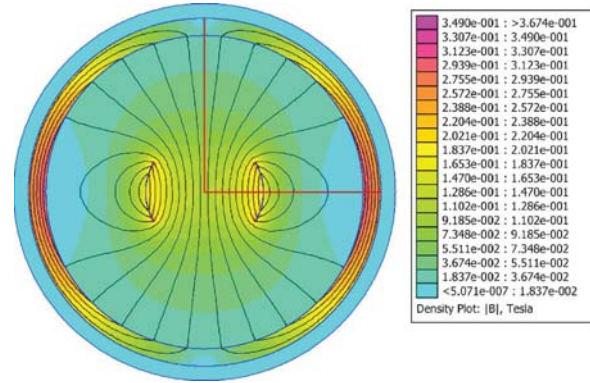 3.490e-001 : >3.674e-001
3.307e-001 : 3.490e-001
3.123e-001 : 3.307e-001
2.939e-001 : 3.123e-001
2.755e-001 : 2.939e-001
2.572e-001 : 2.755e-001
2.388e-001 : 2.572e-001
2.204e-001 : 2.388e-001
2.021e-001 : 2.204e-001
1.837e-001 : 2.021e-001
1.653e-001 : 1.837e-001
1.470e-001 : 1.653e-001
1.286e-001 : 1.470e-001
1.102e-001 : 1.286e-001
9.185e-002 : 1.102e-001
7.348e-002 : 9.185e-002
5.511e-002 : 7.348e-002
3.674e-002 : 5.511e-002
1.837e-002 : 3.674e-002
<5.071e-007 : 1.837e-002
Density Plot: |B|, Tesla